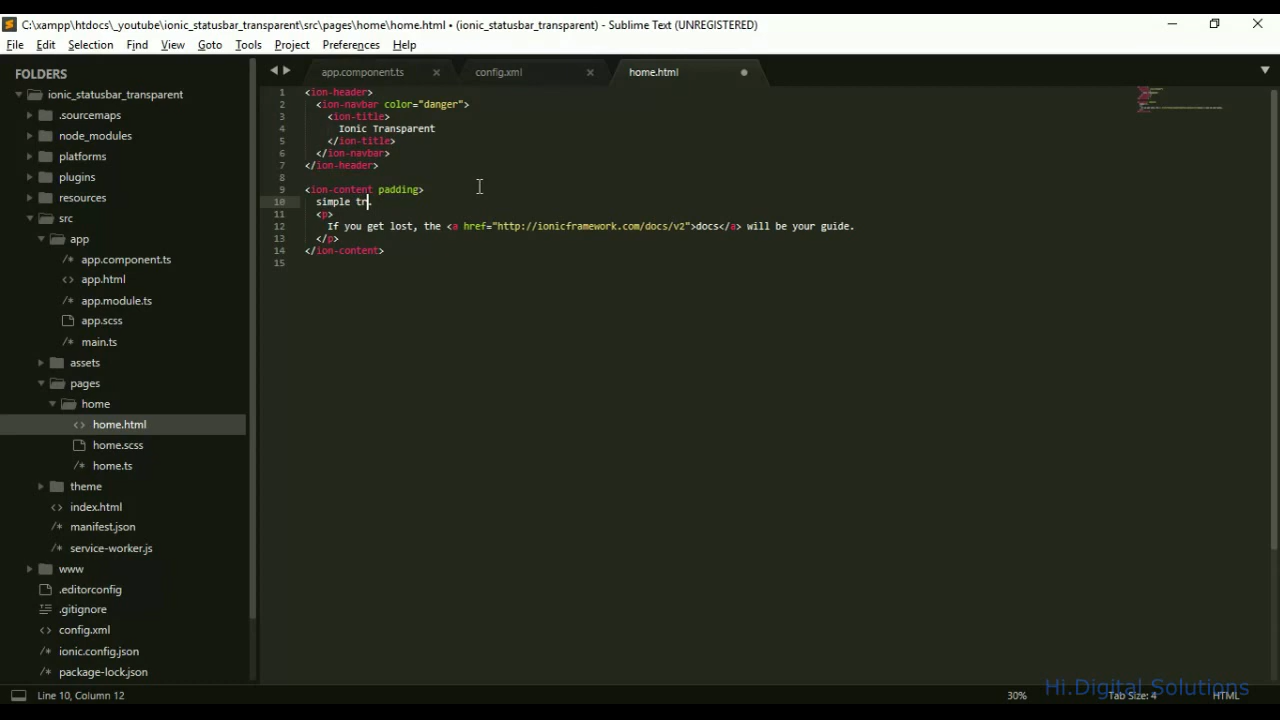 C:\xampp\htdocs\_youtube\ionic_statusbar_transparent\src\pages\home\home.html • (ionic_statusbar_transparent) - Sublime Text (UNREGISTERED)
File Edit Selection Find View Goto Tools Project Preferences Help
FOLDERS
ionic_statusbar_transparent
.sourcemaps
node_modules
platforms
plugins
resources
src
app
/* app.component.ts
<> app.html
/* app.module.ts
app.scss
/* main.ts
assets
pages
home
<> home.html
home.scss
/* home.ts
theme
<> index.html
/* manifest.json
/* service-worker.js
www
.editorconfig
.gitignore
<> config.xml
/* ionic.config.json
/* package-lock.json
app.component.ts × config.xml × home.html
1 <ion-header>
2 <ion-navbar color="danger">
3 <ion-title>
4 Ionic Transparent
5 </ion-title>
6 </ion-navbar>
7 </ion-header>
8
9 <ion-content padding>
10 simple tr.
11 <p>
12 If you get lost, the <a href="http://ionicframework.com/docs/v2">docs</a> will be your guide.
13 </p>
14 </ion-content>
15
Line 10, Column 12
30% Tab Size: 4 HTML
Hi.Digital Solutions